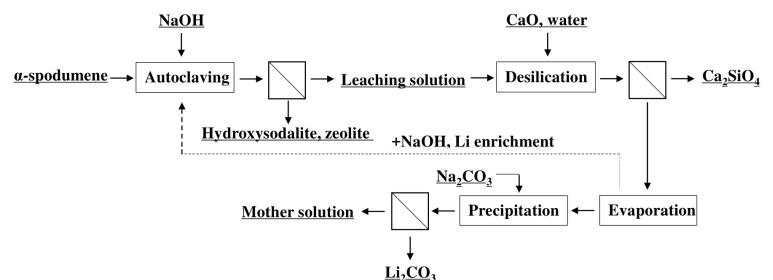 NaOH
CaO, water
α-spodumene
Autoclaving
Leaching solution
Desilication
Ca₂SiO₄
Hydroxysodalite, zeolite
+NaOH, Li enrichment
Na₂CO₃
Mother solution
Precipitation
Evaporation
Li₂CO₃